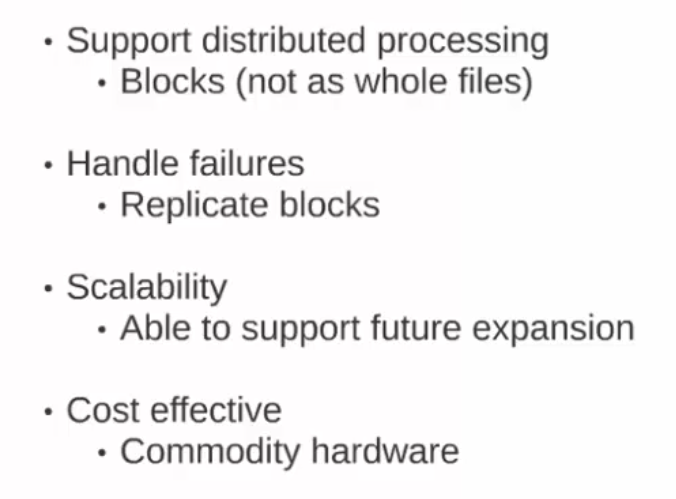 • Support distributed processing
• Blocks (not as whole files)
• Handle failures
• Replicate blocks
• Scalability
• Able to support future expansion
• Cost effective
• Commodity hardware